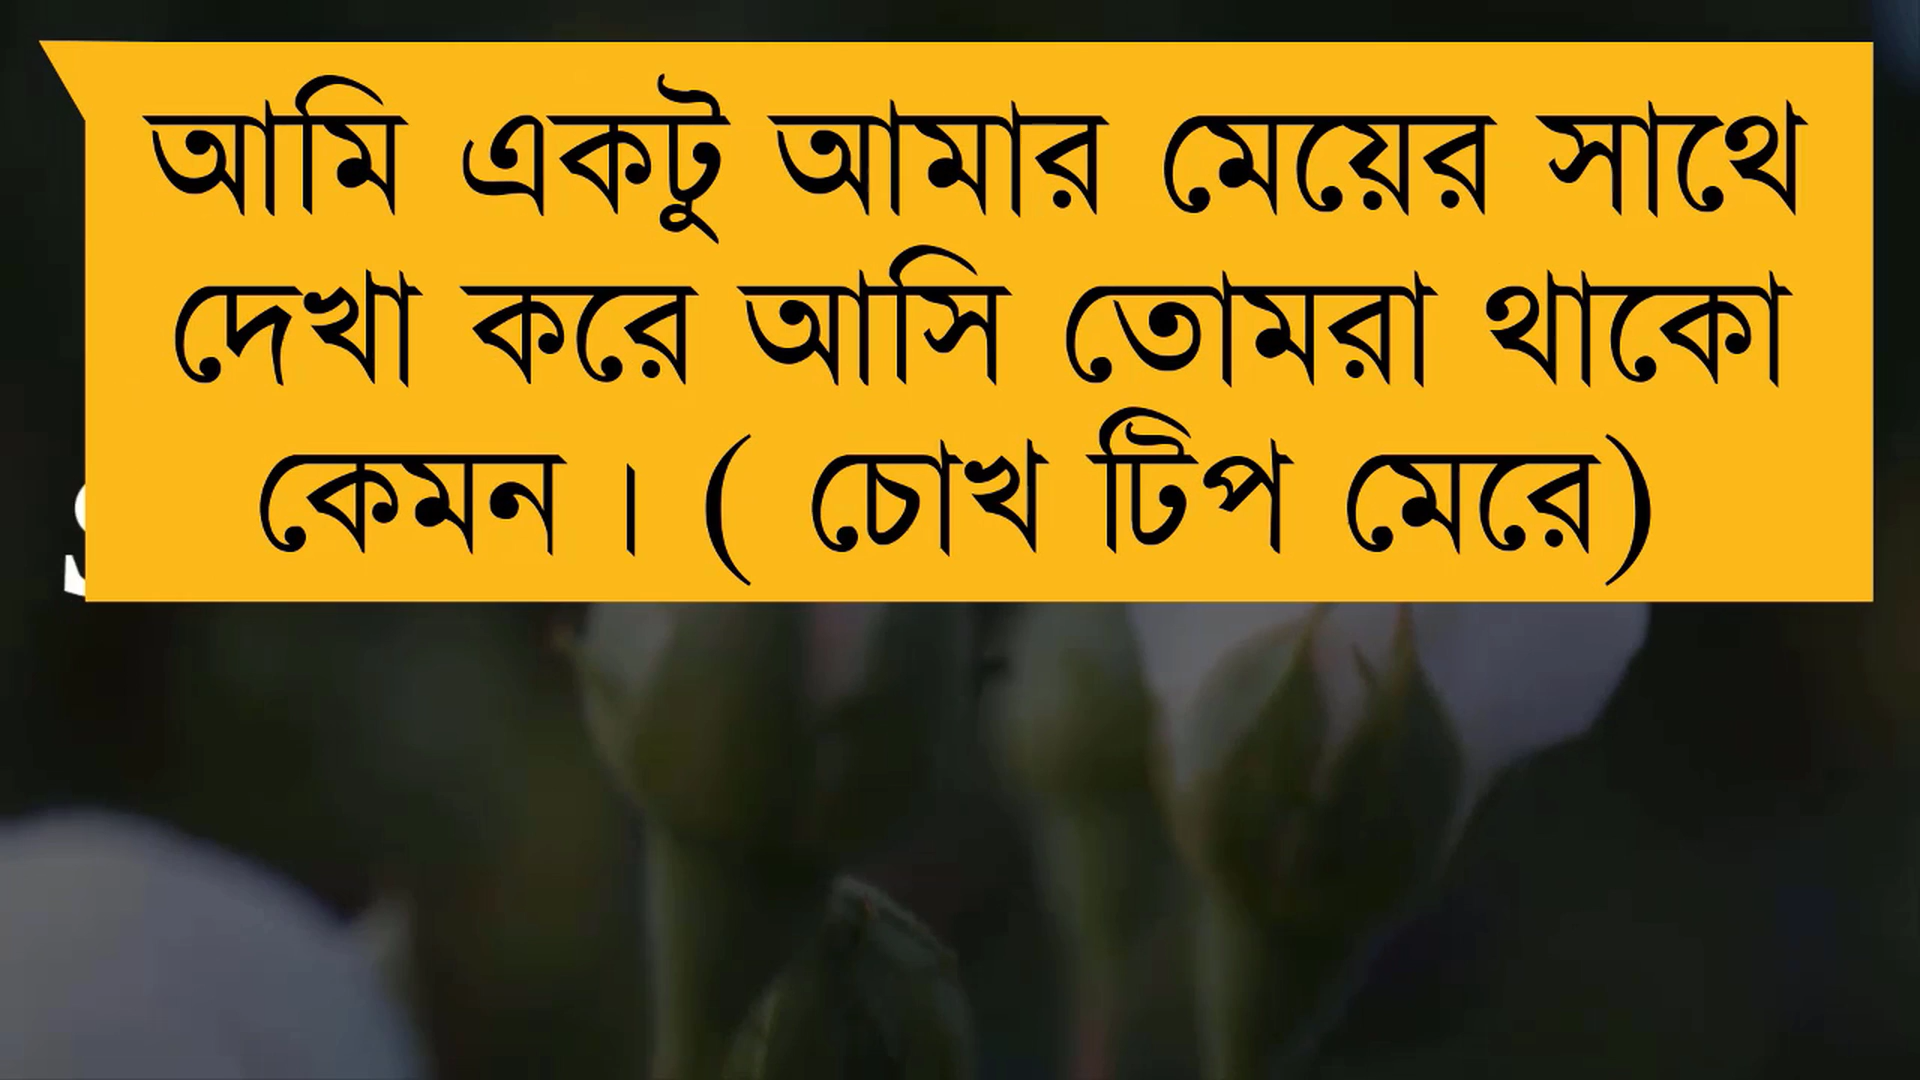 আমি একটু আমার মেয়ের সাথে
দেখা করে আসি তোমরা থাকো
কেমন । ( চোখ টিপ মেরে)